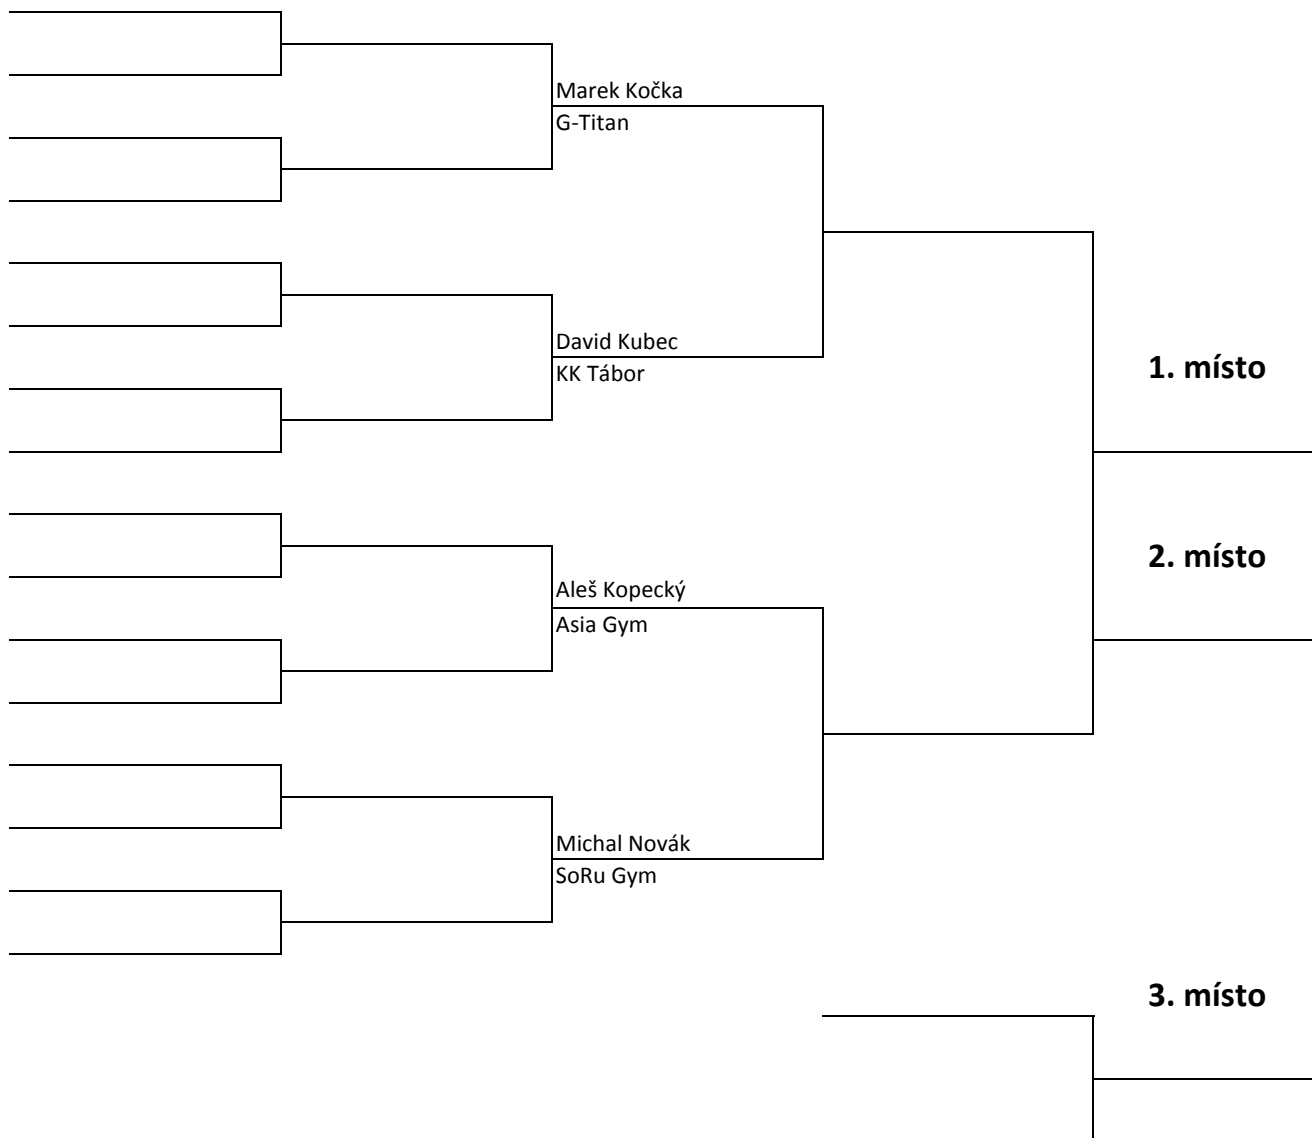 Marek Kočka
G-Titan
David Kubec
KK Tábor
1. místo
2. místo
Aleš Kopecký
Asia Gym
Michal Novák
SoRu Gym
3. místo